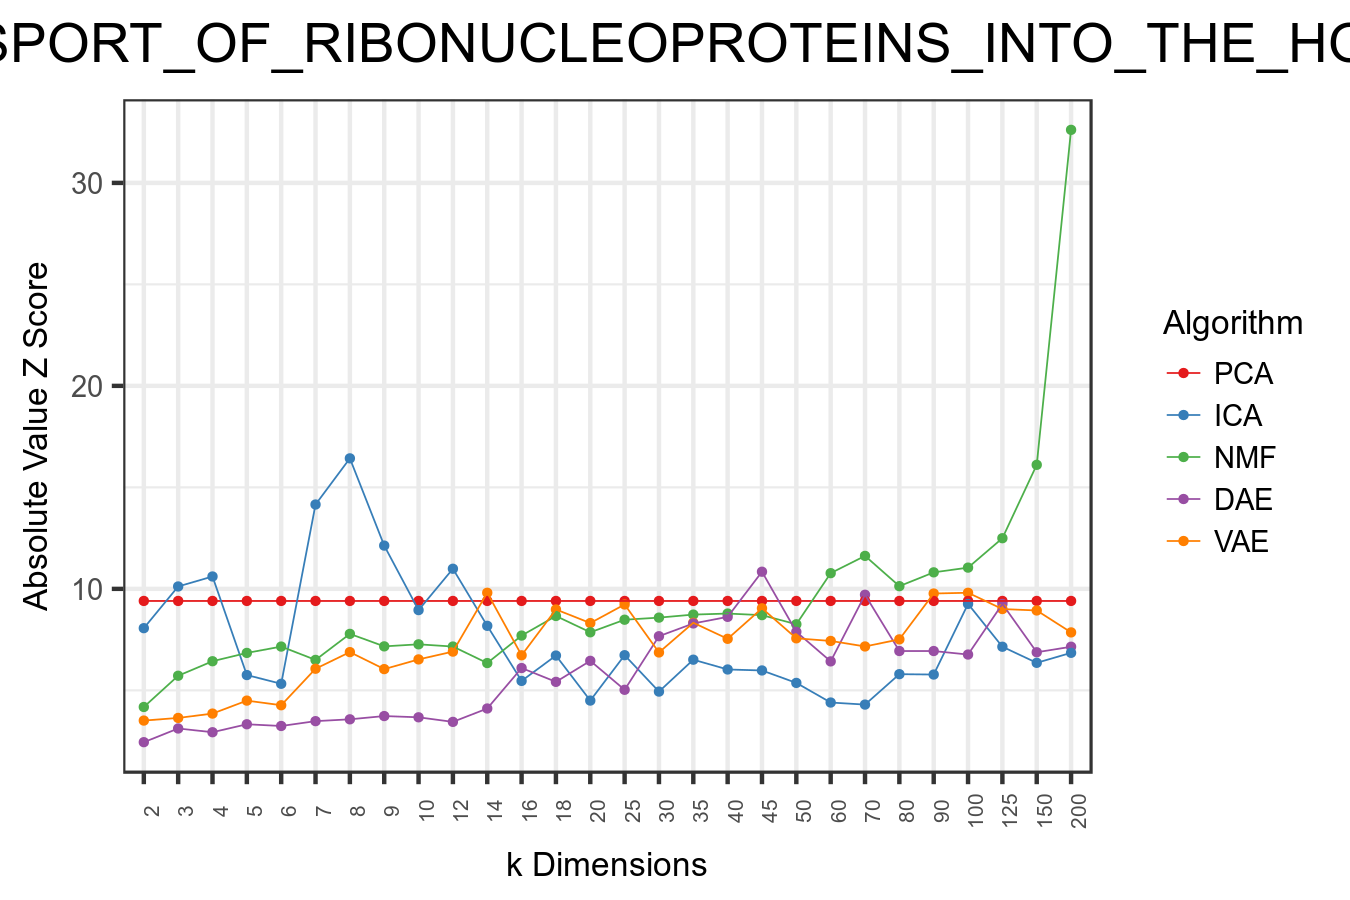 SPORT_OF_RIBONUCLEOPROTEINS_INTO_THE_HO
Absolute Value Z Score
30
20
10
2 3 4 5 6 7 8 9 10 12 14 16 18 20 25 30 35 40 45 50 60 70 80 90 100 125 150 200
k Dimensions
Algorithm
PCA
ICA
NMF
DAE
VAE